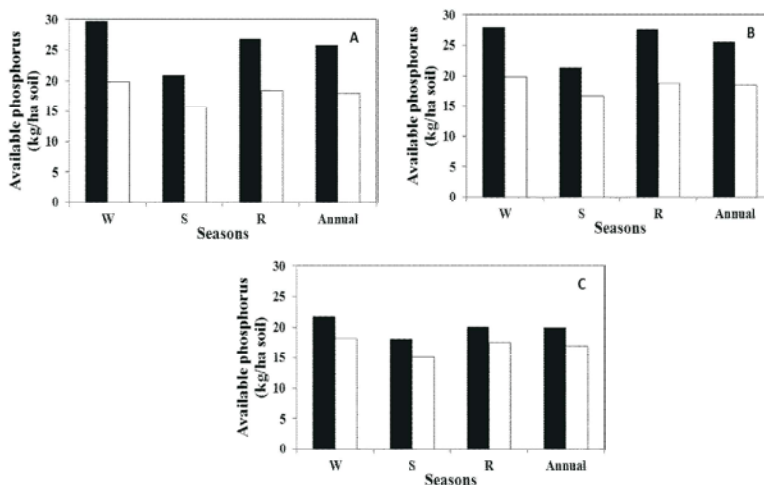 Available phosphorus
(kg/ha soil)
30
25
20
15
10
5
0
A
W
S
R
Annual
Seasons
Available phosphorus
(kg/ha soil)
30
25
20
15
10
5
0
B
W
S
R
Annual
Seasons
Available phosphorus
(kg/ha soil)
30
25
20
15
10
5
0
C
W
S
R
Annual
Seasons